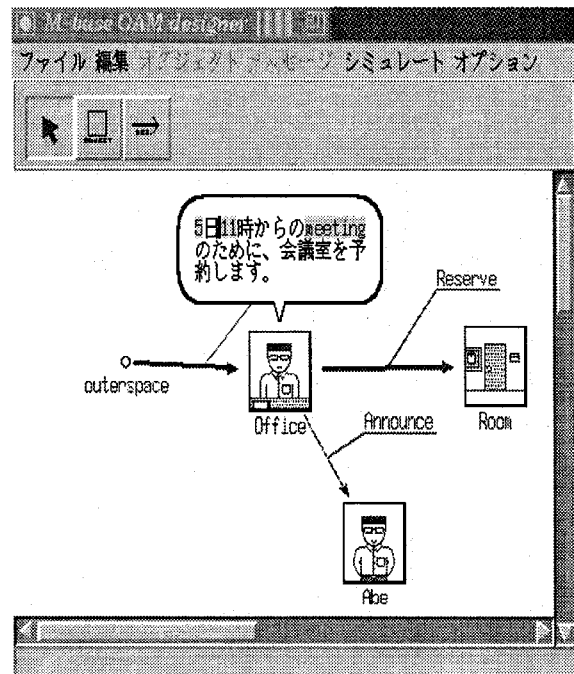 M-base OAM designer
ファイル 編集 オブジェクト メッセージ シミュレート オプション
5日11時からのmeeting
のために、会議室を予
約します。
Reserve
outerspace
Office
Announce
Room
Abe